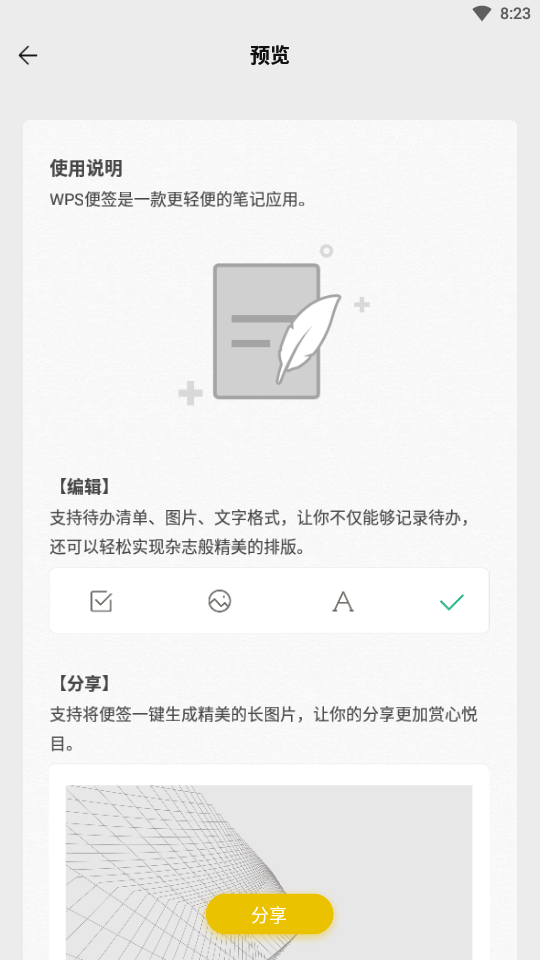 8:23
预览
使用说明
WPS便签是一款更轻便的笔记应用。
【编辑】
支持待办清单、图片、文字格式，让你不仅能够记录待办，
还可以轻松实现杂志般精美的排版。
【分享】
支持将便签一键生成精美的长图片，让你的分享更加赏心悦
目。
分享